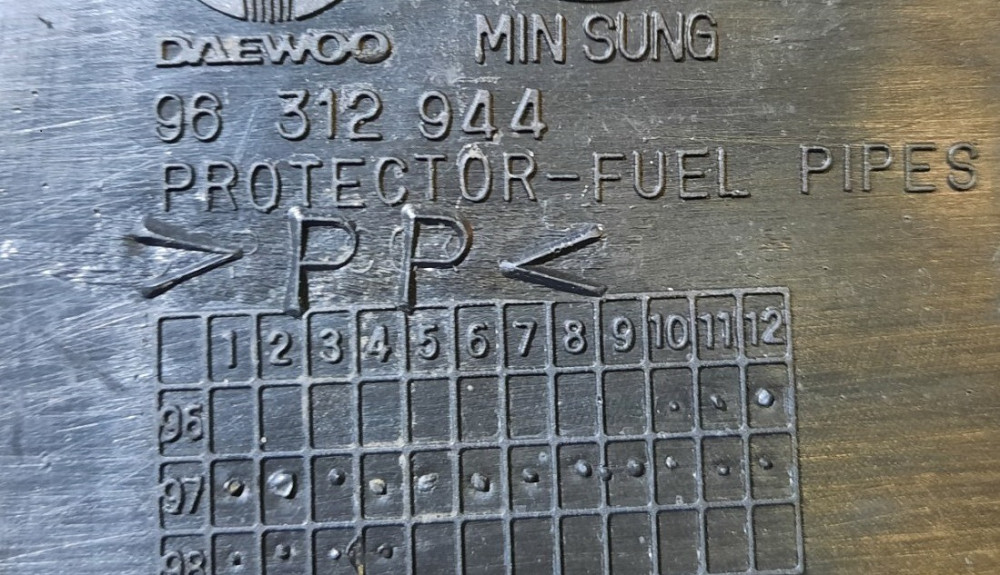 DAEWOO MIN SUNG
96 312 944
PROTECTOR-FUEL PIPES
>PP<
1 2 3 4 5 6 7 8 9 10 11 12
96
97
98